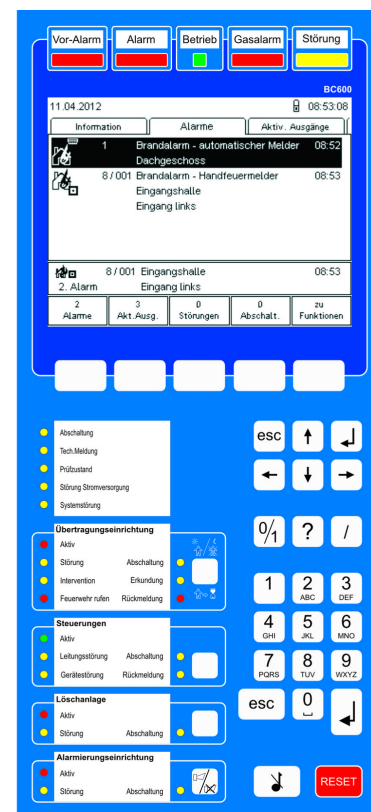 Vor-Alarm Alarm Betrieb Gasalarm Störung
BC600
11.04.2012 08:53:08
Information Alarme Aktiv. Ausgänge
1 Brandalarm - automatischer Melder 08:52
Dachgeschoss
8/001 Brandalarm - Handfeuermelder 08:53
Eingangshalle
Eingang links
8/001 Eingangshalle 08:53
2. Alarm Eingang links
2 3 0 0 zu
Alarme Akt.Ausg. Störungen Abschalt. Funktionen
Abschaltung
Tech.Meldung
Prüfzustand
Störung Stromversorgung
Systemstörung
esc
Übertragungseinrichtung
Aktiv
Störung Abschaltung
Intervention Erkundung
Feuerwehr rufen Rückmeldung
0/1 ? /
1 2 3
ABC DEF
Steuerungen
Aktiv
Leitungsstörung Abschaltung
Gerätestörung Rückmeldung
4 5 6
GHI JKL MNO
7 8 9
PQRS TUV WXYZ
Löschanlage
Aktiv
Störung Abschaltung
esc 0
Alarmierungseinrichtung
Aktiv
Störung Abschaltung
RESET